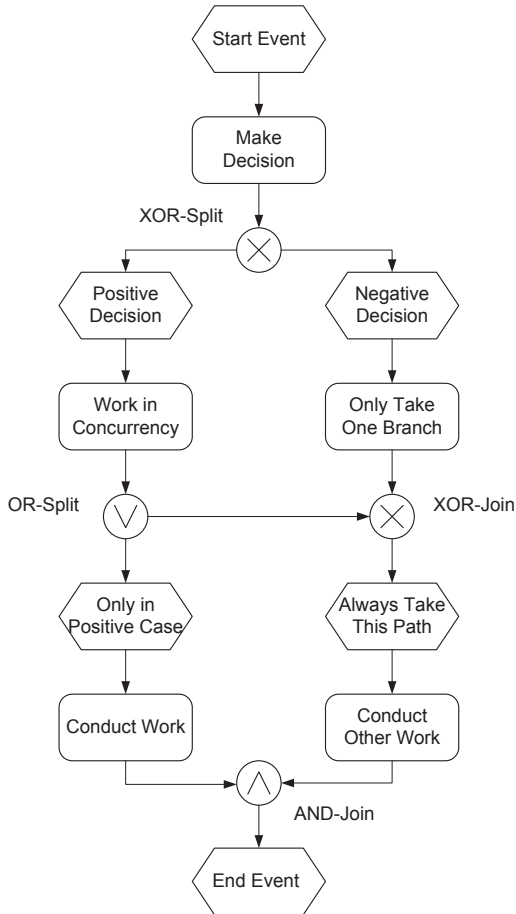 Start Event
Make
Decision
XOR-Split
Positive
Decision
Negative
Decision
Work in
Concurrency
Only Take
One Branch
OR-Split
XOR-Join
Only in
Positive Case
Always Take
This Path
Conduct Work
Conduct
Other Work
AND-Join
End Event